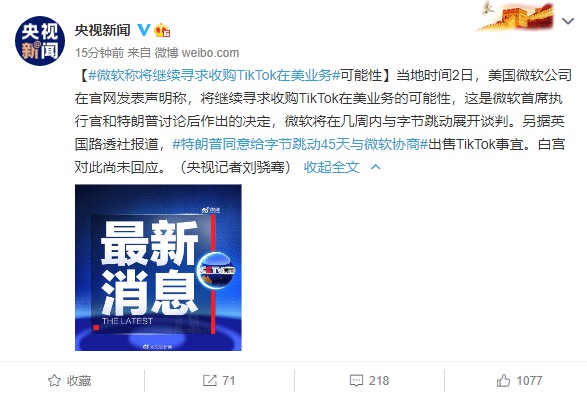 央视新闻
央视
新闻
15分钟前 来自 微博 weibo.com
【#微软称将继续寻求收购TikTok在美业务#可能性】当地时间2日，美国微软公司
在官网发表声明称，将继续寻求收购TikTok在美业务的可能性，这是微软首席执
行官和特朗普讨论后作出的决定，微软将在几周内与字节跳动展开谈判。另据英
国路透社报道，#特朗普同意给字节跳动45天与微软协商#出售TikTok事宜。白宫
对此尚未回应。（央视记者刘骁骞） 收起全文
最新
消息
THE LATEST
收藏
71
218
1077